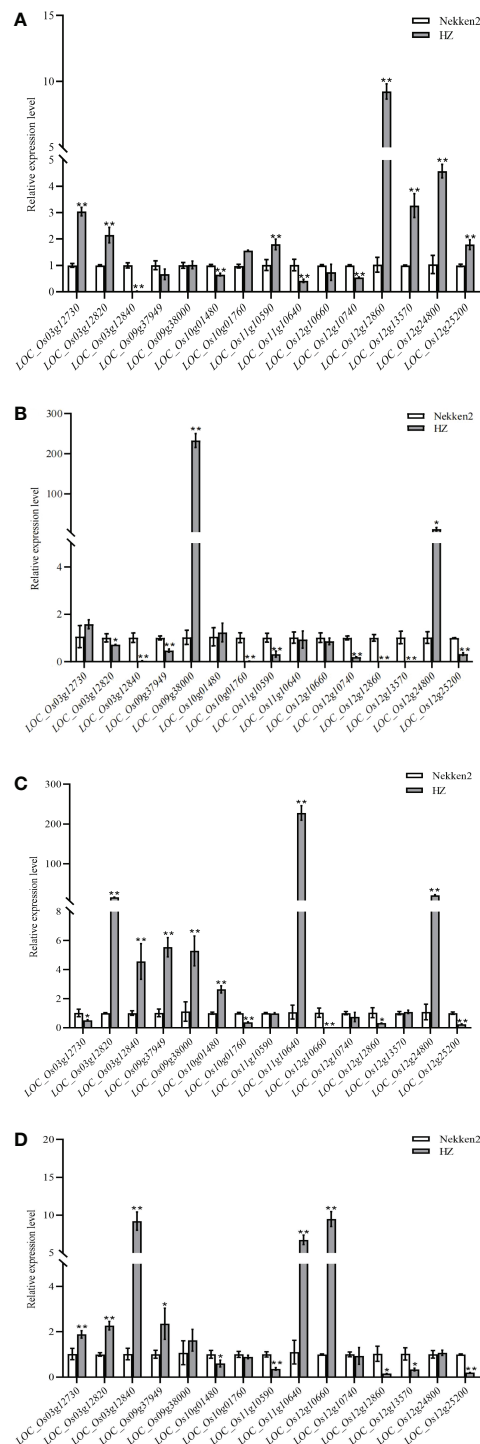 A
Nekken2
HZ
15
10
5
5
4
3
2
1
0
Relative expression level
** ** ** ** ** ** ** ** ** ** **
LOC_Os03g12730
LOC_Os03g12820
LOC_Os03g12840
LOC_Os09g37949
LOC_Os09g38000
LOC_Os10g01480
LOC_Os10g01760
LOC_Os11g10590
LOC_Os11g10640
LOC_Os12g10660
LOC_Os12g10740
LOC_Os12g12860
LOC_Os12g13570
LOC_Os12g24800
LOC_Os12g25200
B
Nekken2
HZ
300
200
100
4
2
0
Relative expression level
* ** ** ** ** ** ** ** ** * **
LOC_Os03g12730
LOC_Os03g12820
LOC_Os03g12840
LOC_Os09g37949
LOC_Os09g38000
LOC_Os10g01480
LOC_Os10g01760
LOC_Os11g10590
LOC_Os11g10640
LOC_Os12g10660
LOC_Os12g10740
LOC_Os12g12860
LOC_Os12g13570
LOC_Os12g24800
LOC_Os12g25200
C
Nekken2
HZ
300
200
100
8
6
4
2
0
Relative expression level
* ** ** ** ** ** ** ** ** * ** **
LOC_Os03g12730
LOC_Os03g12820
LOC_Os03g12840
LOC_Os09g37949
LOC_Os09g38000
LOC_Os10g01480
LOC_Os10g01760
LOC_Os11g10590
LOC_Os11g10640
LOC_Os12g10660
LOC_Os12g10740
LOC_Os12g12860
LOC_Os12g13570
LOC_Os12g24800
LOC_Os12g25200
D
Nekken2
HZ
20
15
10
5
4
2
0
Relative expression level
** ** ** * * ** ** ** * * **
LOC_Os03g12730
LOC_Os03g12820
LOC_Os03g12840
LOC_Os09g37949
LOC_Os09g38000
LOC_Os10g01480
LOC_Os10g01760
LOC_Os11g10590
LOC_Os11g10640
LOC_Os12g10660
LOC_Os12g10740
LOC_Os12g12860
LOC_Os12g13570
LOC_Os12g24800
LOC_Os12g25200